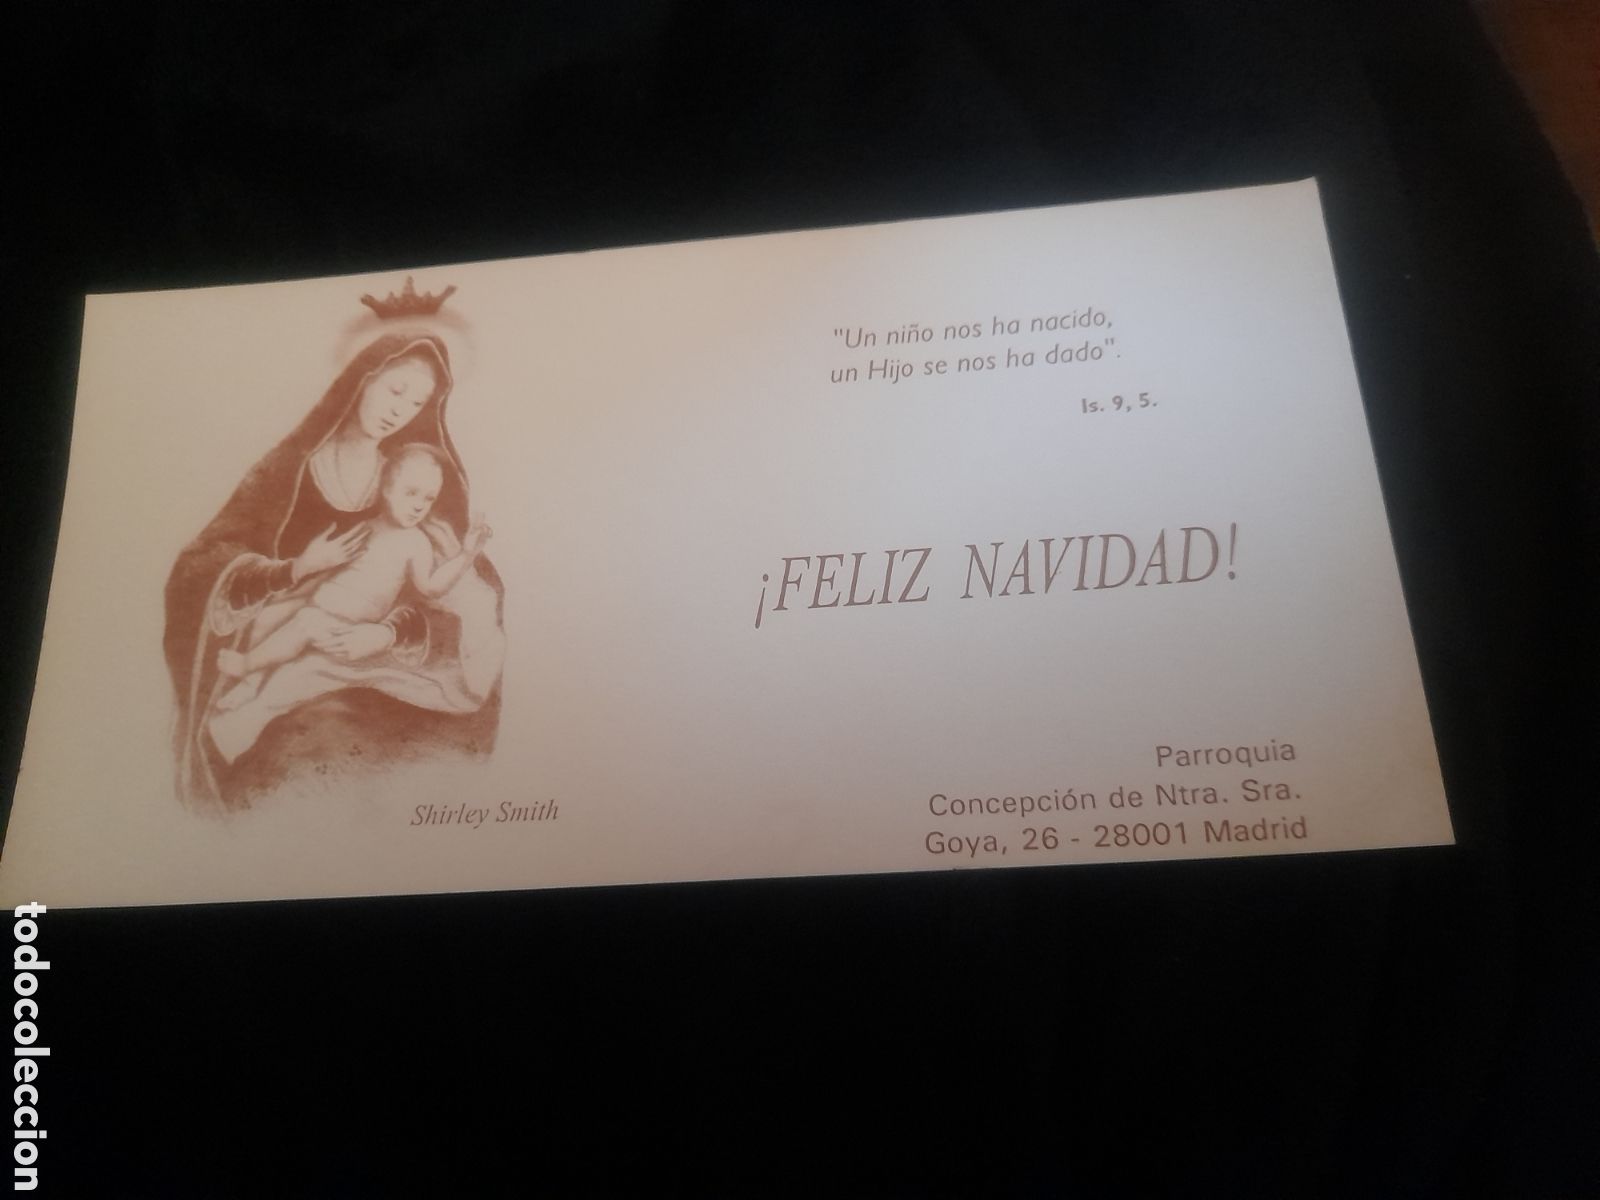 "Un niño nos ha nacido,
un Hijo se nos ha dado".
Is. 9, 5.
¡FELIZ NAVIDAD!
Shirley Smith
Parroquia
Concepción de Ntra. Sra.
Goya, 26 - 28001 Madrid
todocoleccion